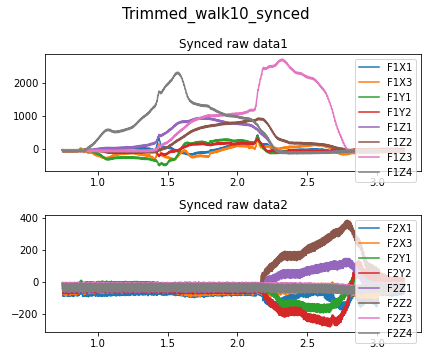 Trimmed_walk10_synced
Synced raw data1
2000
1000
0
F1X1
F1X3
F1Y1
F1Y2
F1Z1
F1Z2
F1Z3
F1Z4
1.0 1.5 2.0 2.5 3.0
Synced raw data2
400
200
0
−200
F2X1
F2X3
F2Y1
F2Y2
F2Z1
F2Z2
F2Z3
F2Z4
1.0 1.5 2.0 2.5 3.0